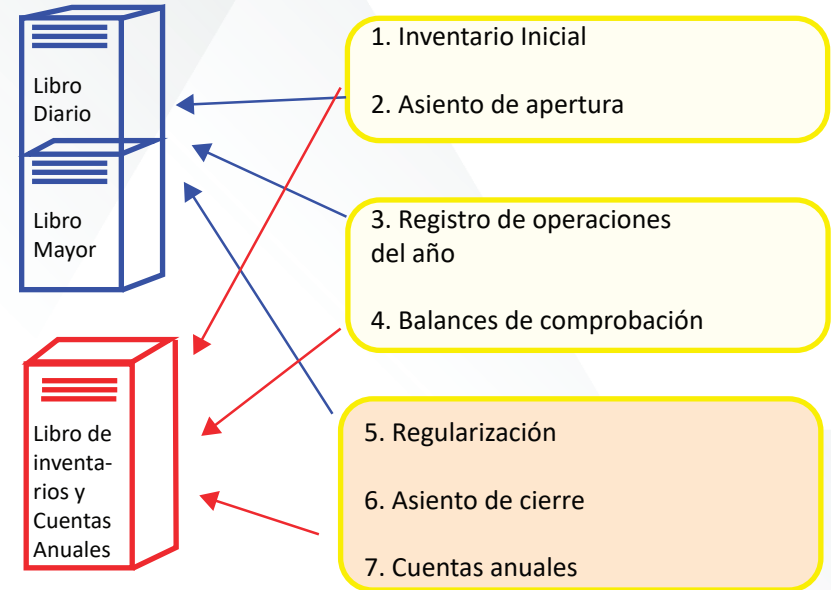 Libro
Diario
Libro
Mayor
Libro de
inventa-
rios y
Cuentas
Anuales
1. Inventario Inicial
2. Asiento de apertura
3. Registro de operaciones
del año
4. Balances de comprobación
5. Regularización
6. Asiento de cierre
7. Cuentas anuales